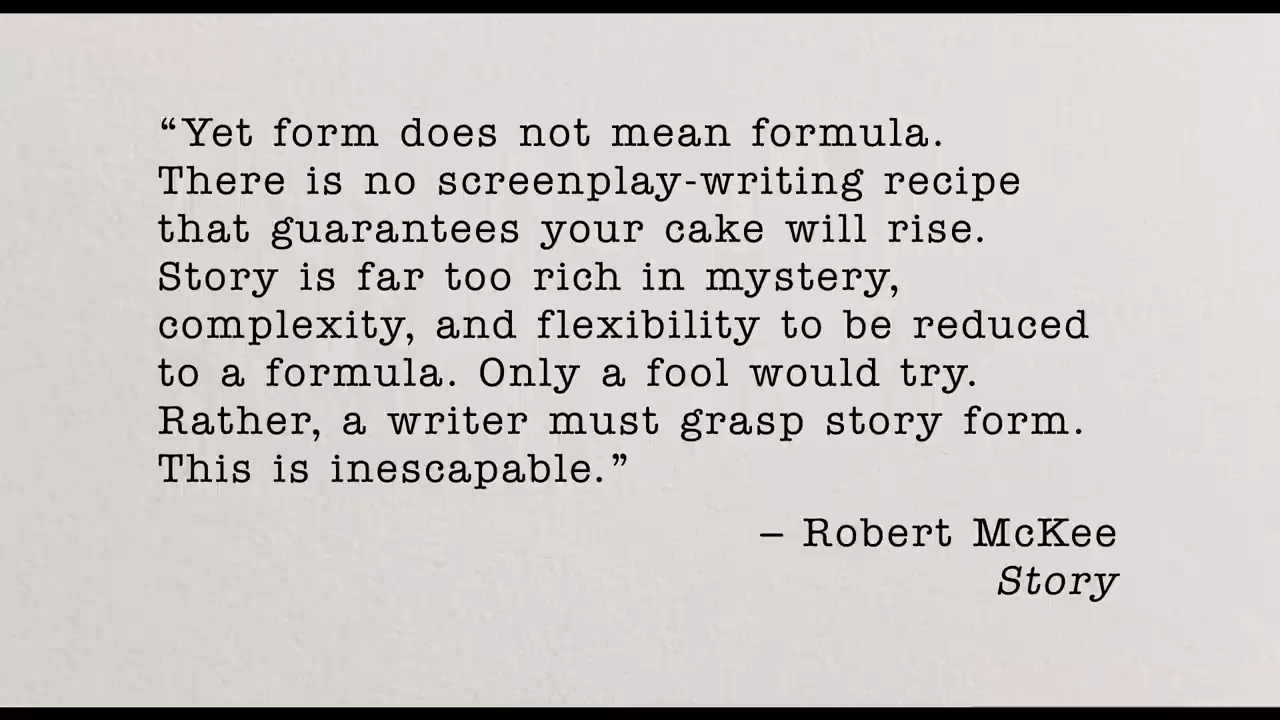 “Yet form does not mean formula.
There is no screenplay-writing recipe
that guarantees your cake will rise.
Story is far too rich in mystery,
complexity, and flexibility to be reduced
to a formula. Only a fool would try.
Rather, a writer must grasp story form.
This is inescapable.”
– Robert McKee
Story